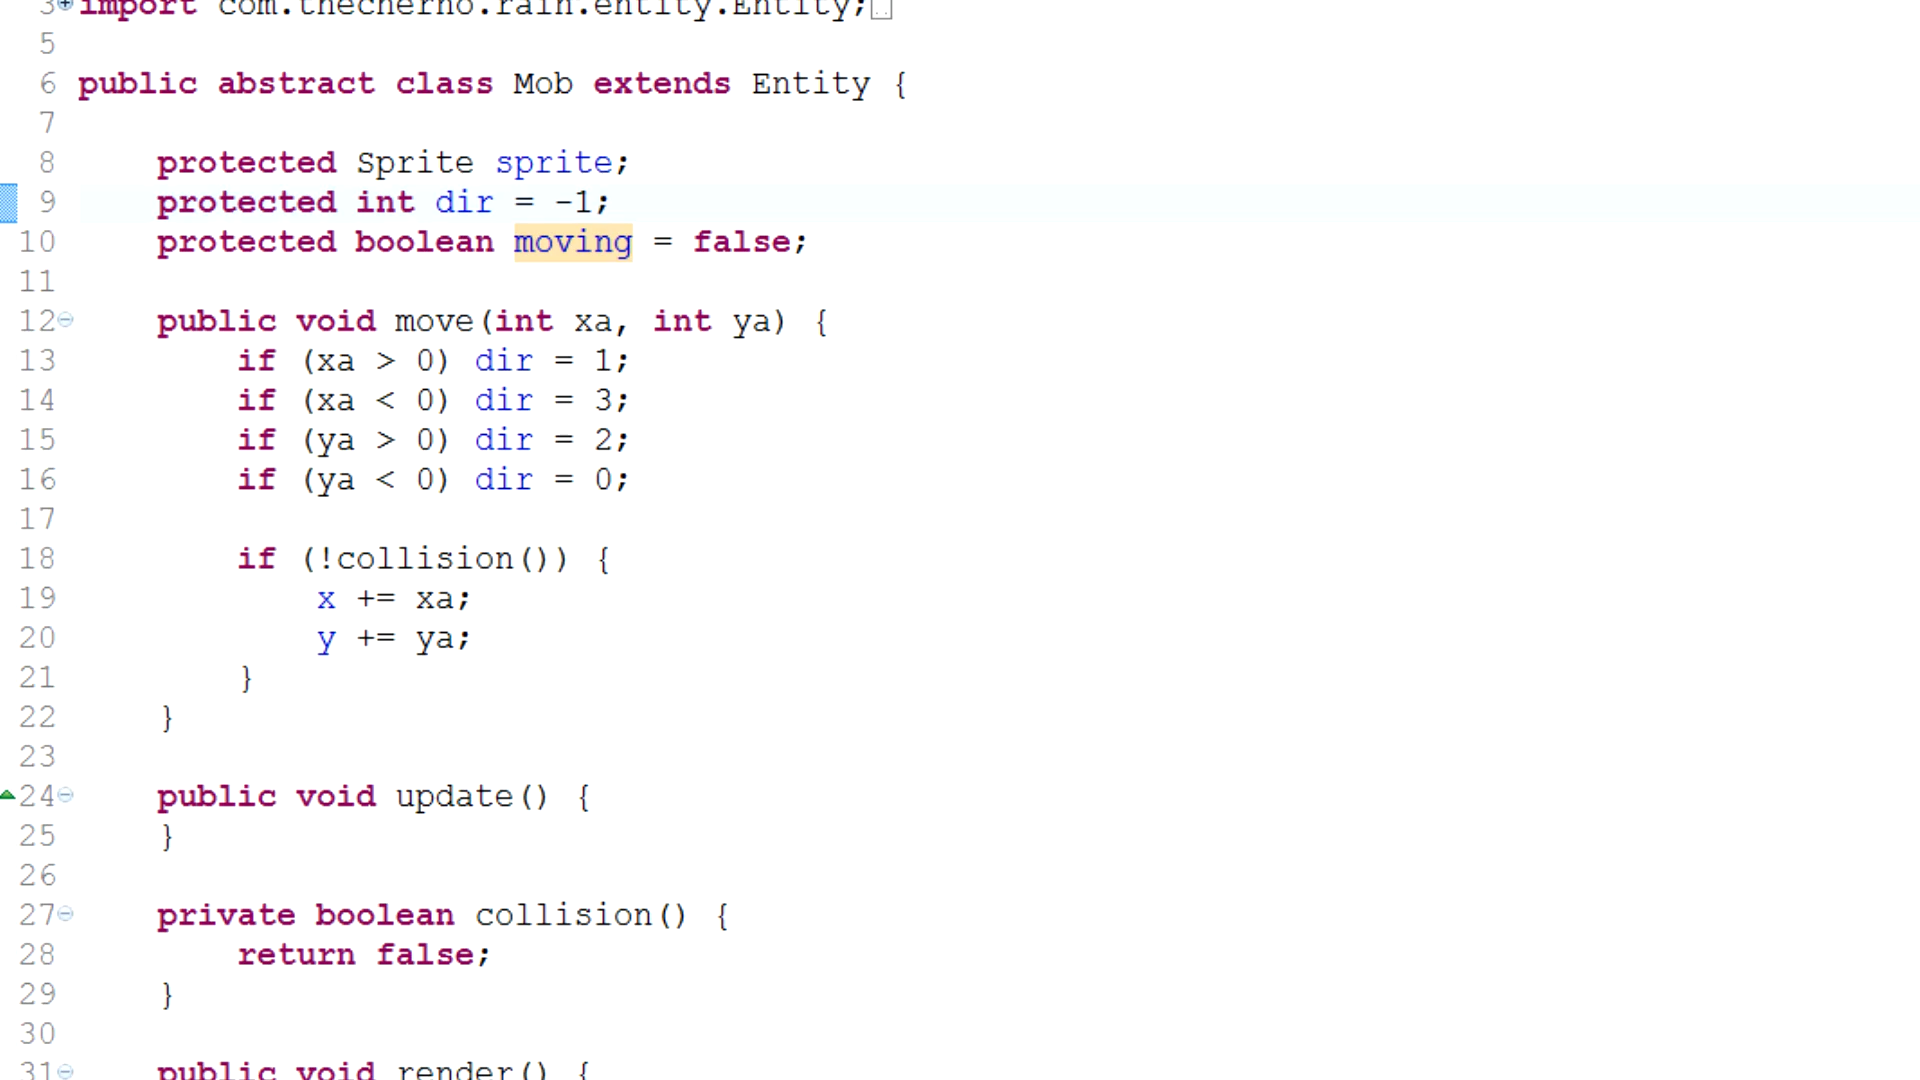 3 import com.thecherno.rain.entity.Entity;
5
6 public abstract class Mob extends Entity {
7
8 protected Sprite sprite;
9 protected int dir = -1;
10 protected boolean moving = false;
11
12 public void move(int xa, int ya) {
13 if (xa > 0) dir = 1;
14 if (xa < 0) dir = 3;
15 if (ya > 0) dir = 2;
16 if (ya < 0) dir = 0;
17
18 if (!collision()) {
19 x += xa;
20 y += ya;
21 }
22 }
23
24 public void update() {
25 }
26
27 private boolean collision() {
28 return false;
29 }
30
31 public void render() {